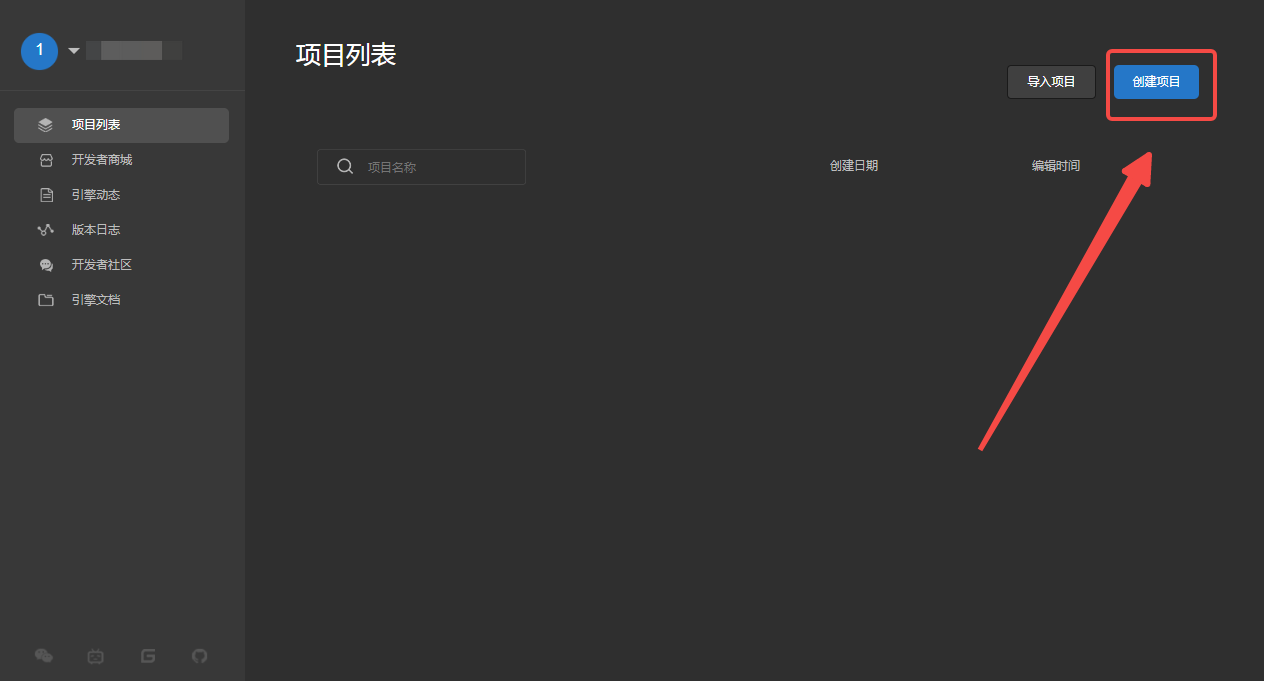 1
项目列表
开发者商城
引擎动态
版本日志
开发者社区
引擎文档
项目列表
导入项目
创建项目
项目名称
创建日期
编辑时间